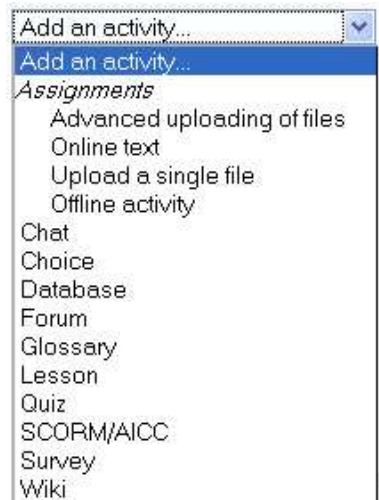 Add an activity...
Add an activity...
Assignments
Advanced uploading of files
Online text
Upload a single file
Offline activity
Chat
Choice
Database
Forum
Glossary
Lesson
Quiz
SCORM/AICC
Survey
Wiki